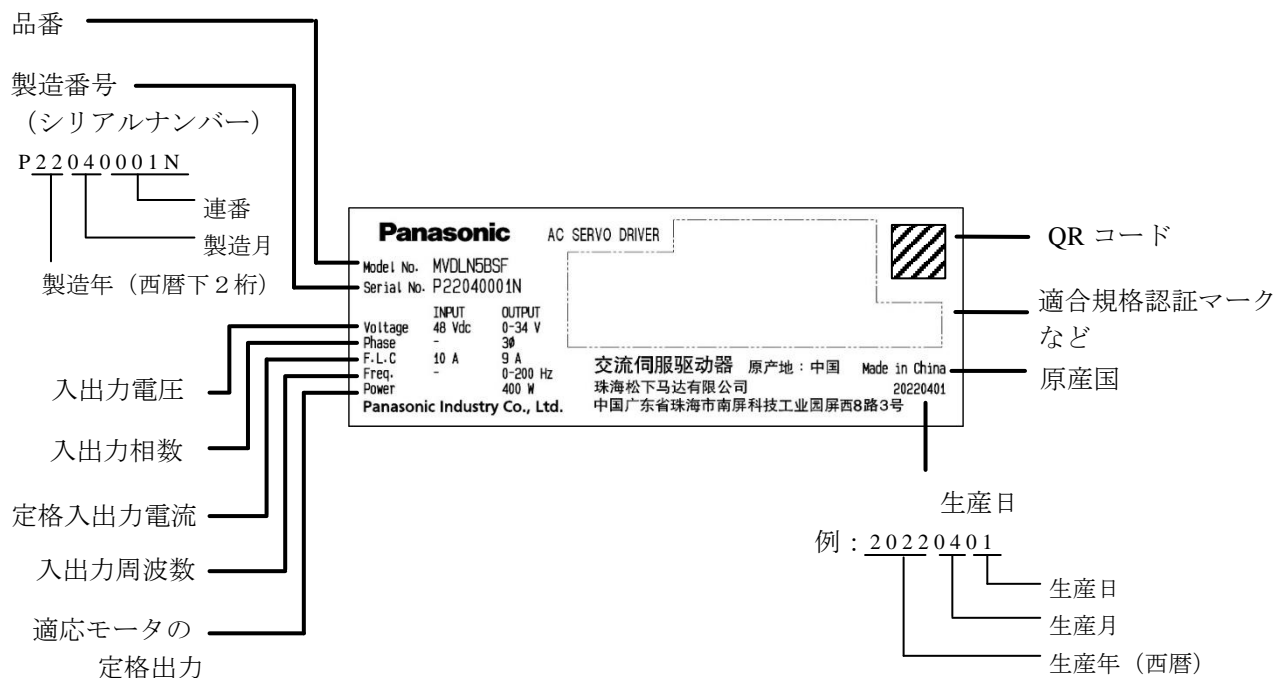 品番
製造番号
（シリアルナンバー）
P22040001N
連番
製造月
製造年（西暦下２桁）
入出力電圧
入出力相数
定格入出力電流
入出力周波数
適応モータの
定格出力
Panasonic AC SERVO DRIVER
Model No. MVDLN5BSF
Serial No. P22040001N
INPUT OUTPUT
Voltage 48 Vdc 0-34 V
Phase - 3ø
F.L.C 10 A 9 A
Freq. - 0-200 Hz
Power 400 W
Panasonic Industry Co., Ltd.
交流伺服驱动器 原产地：中国 Made in China
珠海松下马达有限公司 20220401
中国广东省珠海市南屏科技工业园屏西8路3号
QR コード
適合規格認証マーク
など
原産国
生産日
例：20220401
生産日
生産月
生産年（西暦）